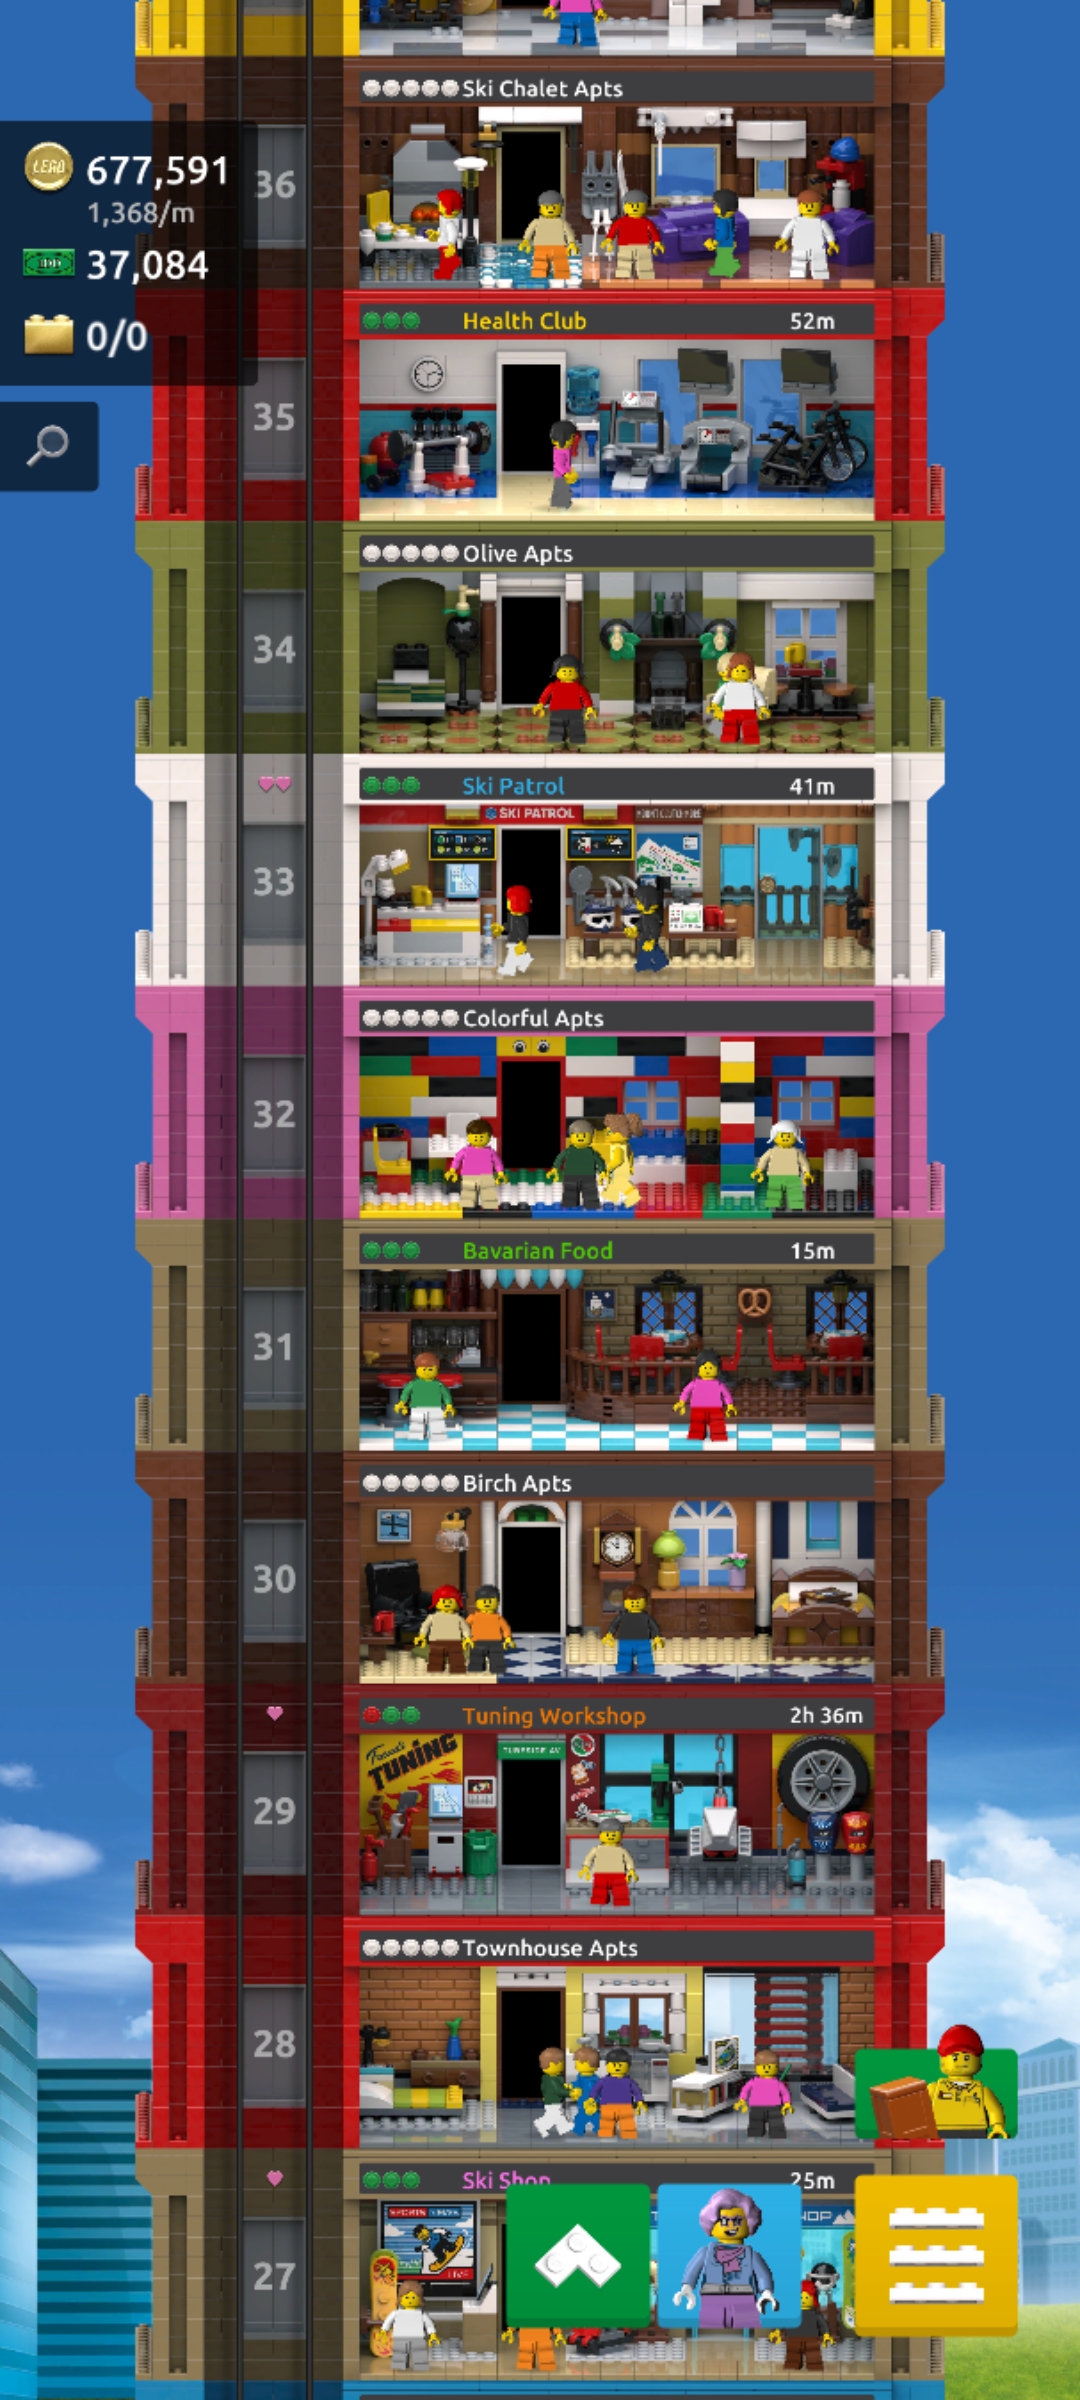 Ski Chalet Apts
LEGO
677,591
36
1,368/m
37,084
0/0
Health Club 52m
35
Olive Apts
34
Ski Patrol 41m
SKI PATROL
33
Colorful Apts
32
Bavarian Food 15m
31
Birch Apts
30
Tuning Workshop 2h 36m
TUNING
29
Townhouse Apts
28
Ski Shop 25m
27